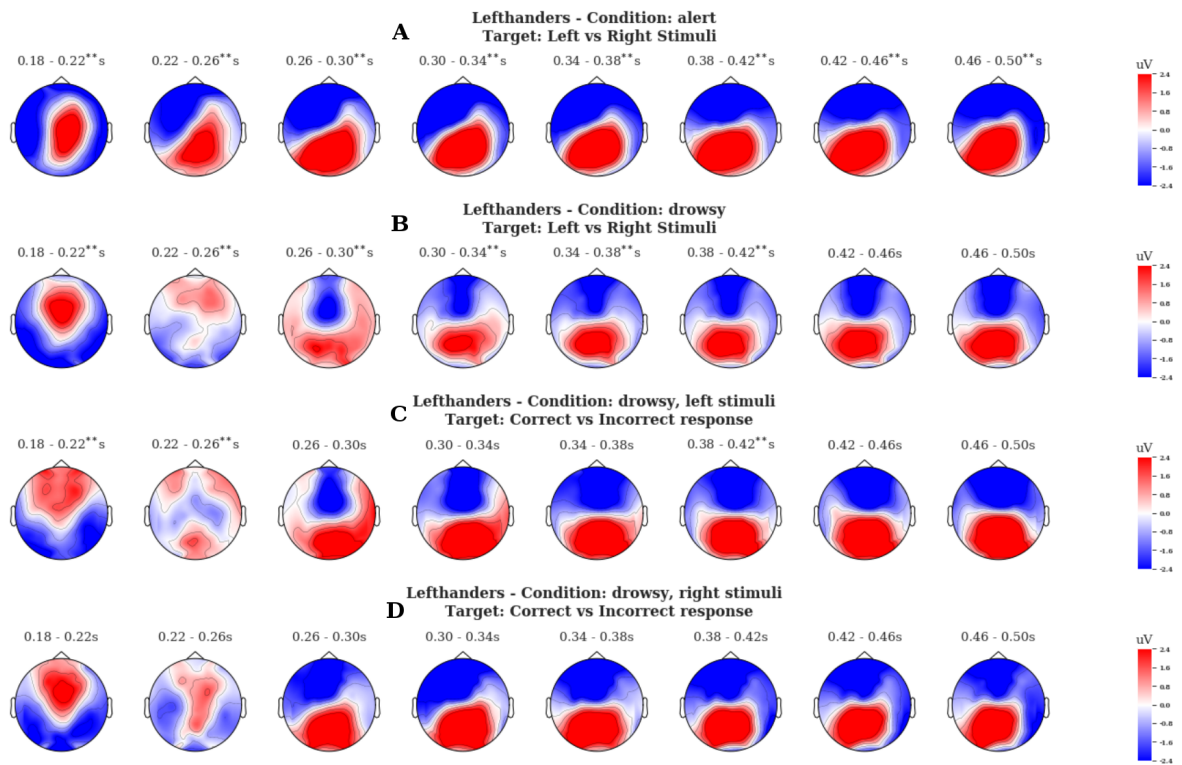 Lefthanders - Condition: alert
A
Target: Left vs Right Stimuli
0.18 - 0.22**s 0.22 - 0.26**s 0.26 - 0.30**s 0.30 - 0.34**s 0.34 - 0.38**s 0.38 - 0.42**s 0.42 - 0.46**s 0.46 - 0.50**s
uV
2.4
1.6
0.8
0.0
-0.8
-1.6
-2.4
Lefthanders - Condition: drowsy
B
Target: Left vs Right Stimuli
0.18 - 0.22**s 0.22 - 0.26**s 0.26 - 0.30**s 0.30 - 0.34**s 0.34 - 0.38**s 0.38 - 0.42**s 0.42 - 0.46s 0.46 - 0.50s
uV
2.4
1.6
0.8
0.0
-0.8
-1.6
-2.4
Lefthanders - Condition: drowsy, left stimuli
C
Target: Correct vs Incorrect response
0.18 - 0.22**s 0.22 - 0.26**s 0.26 - 0.30s 0.30 - 0.34s 0.34 - 0.38s 0.38 - 0.42**s 0.42 - 0.46s 0.46 - 0.50s
uV
2.4
1.6
0.8
0.0
-0.8
-1.6
-2.4
Lefthanders - Condition: drowsy, right stimuli
D
Target: Correct vs Incorrect response
0.18 - 0.22s 0.22 - 0.26s 0.26 - 0.30s 0.30 - 0.34s 0.34 - 0.38s 0.38 - 0.42s 0.42 - 0.46s 0.46 - 0.50s
uV
2.4
1.6
0.8
0.0
-0.8
-1.6
-2.4